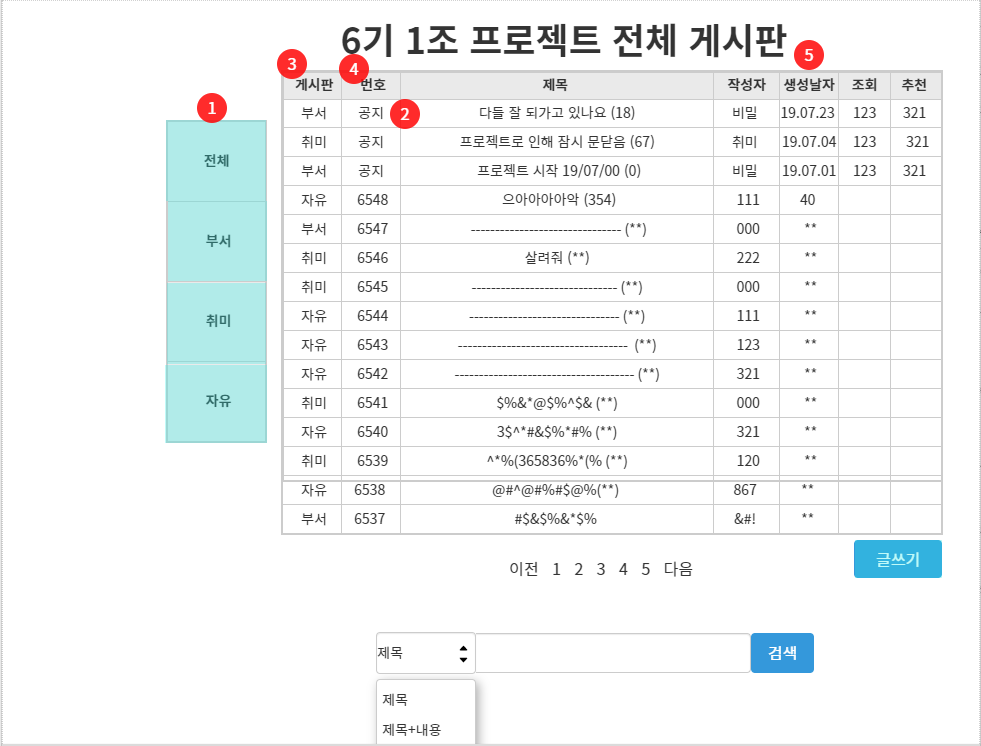 6기 1조 프로젝트 전체 게시판
1
2
3
4
5
전체
부서
취미
자유
게시판 번호 제목 작성자 생성날자 조회 추천
부서 공지 다들 잘 되가고 있나요 (18) 비밀 19.07.23 123 321
취미 공지 프로젝트로 인해 잠시 문닫음 (67) 취미 19.07.04 123 321
부서 공지 프로젝트 시작 19/07/00 (0) 비밀 19.07.01 123 321
자유 6548 으아아아아악 (354) 111 40
부서 6547 ------------------------------- (**) 000 **
취미 6546 살려줘 (**) 222 **
취미 6545 ------------------------------ (**) 000 **
자유 6544 ------------------------------- (**) 111 **
자유 6543 ----------------------------------- (**) 123 **
자유 6542 ------------------------------------- (**) 321 **
취미 6541 $%&*@$%^$& (**) 000 **
자유 6540 3$^*#&$%*#% (**) 321 **
취미 6539 ^*%(365836%*(% (**) 120 **
자유 6538 @#^@#%#$@%(**) 867 **
부서 6537 #$&$%&*$% &#!
글쓰기
이전 1 2 3 4 5 다음
제목 검색
제목
제목+내용